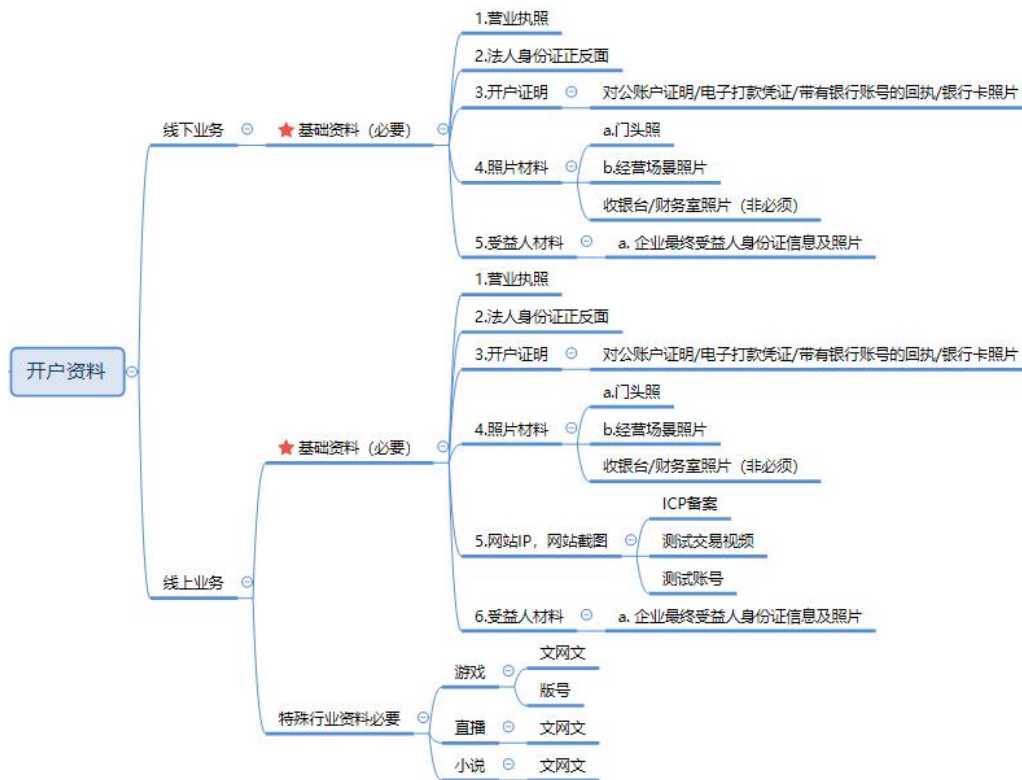 开户资料
线下业务
基础资料（必要）
1.营业执照
2.法人身份证正反面
3.开户证明
对公账户证明/电子打款凭证/带有银行账号的回执/银行卡照片
4.照片材料
a.门头照
b.经营场景照片
收银台/财务室照片（非必须）
5.受益人材料
a. 企业最终受益人身份证信息及照片
线上业务
基础资料（必要）
1.营业执照
2.法人身份证正反面
3.开户证明
对公账户证明/电子打款凭证/带有银行账号的回执/银行卡照片
4.照片材料
a.门头照
b.经营场景照片
收银台/财务室照片（非必须）
5.网站IP，网站截图
ICP备案
测试交易视频
测试账号
6.受益人材料
a. 企业最终受益人身份证信息及照片
特殊行业资料必要
游戏
文网文
版号
直播
文网文
小说
文网文